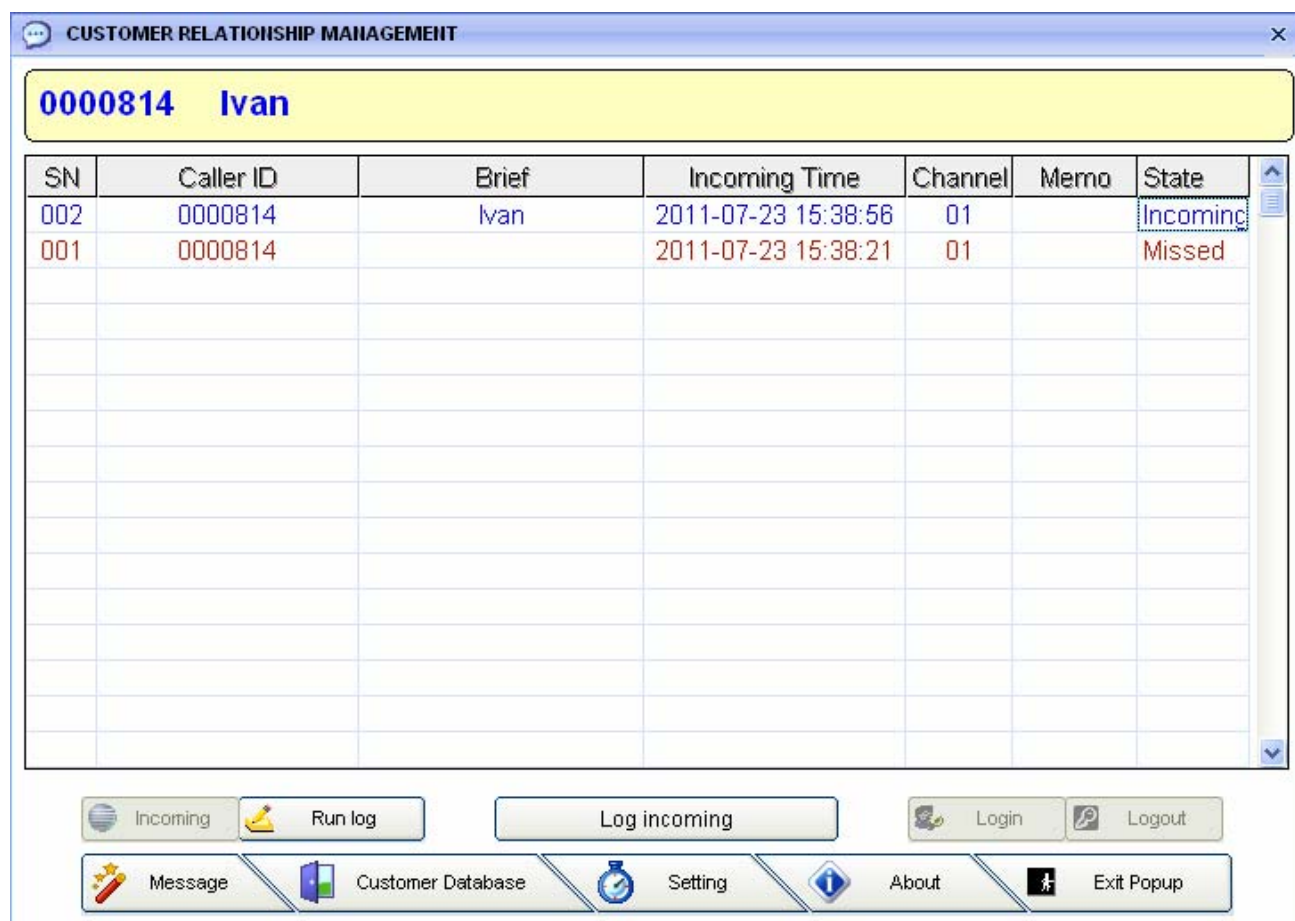 CUSTOMER RELATIONSHIP MANAGEMENT
0000814 Ivan
SN Caller ID Brief Incoming Time Channel Memo State
002 0000814 Ivan 2011-07-23 15:38:56 01 Incoming
001 0000814 2011-07-23 15:38:21 01 Missed
Incoming Run log Log incoming Login Logout
Message Customer Database Setting About Exit Popup